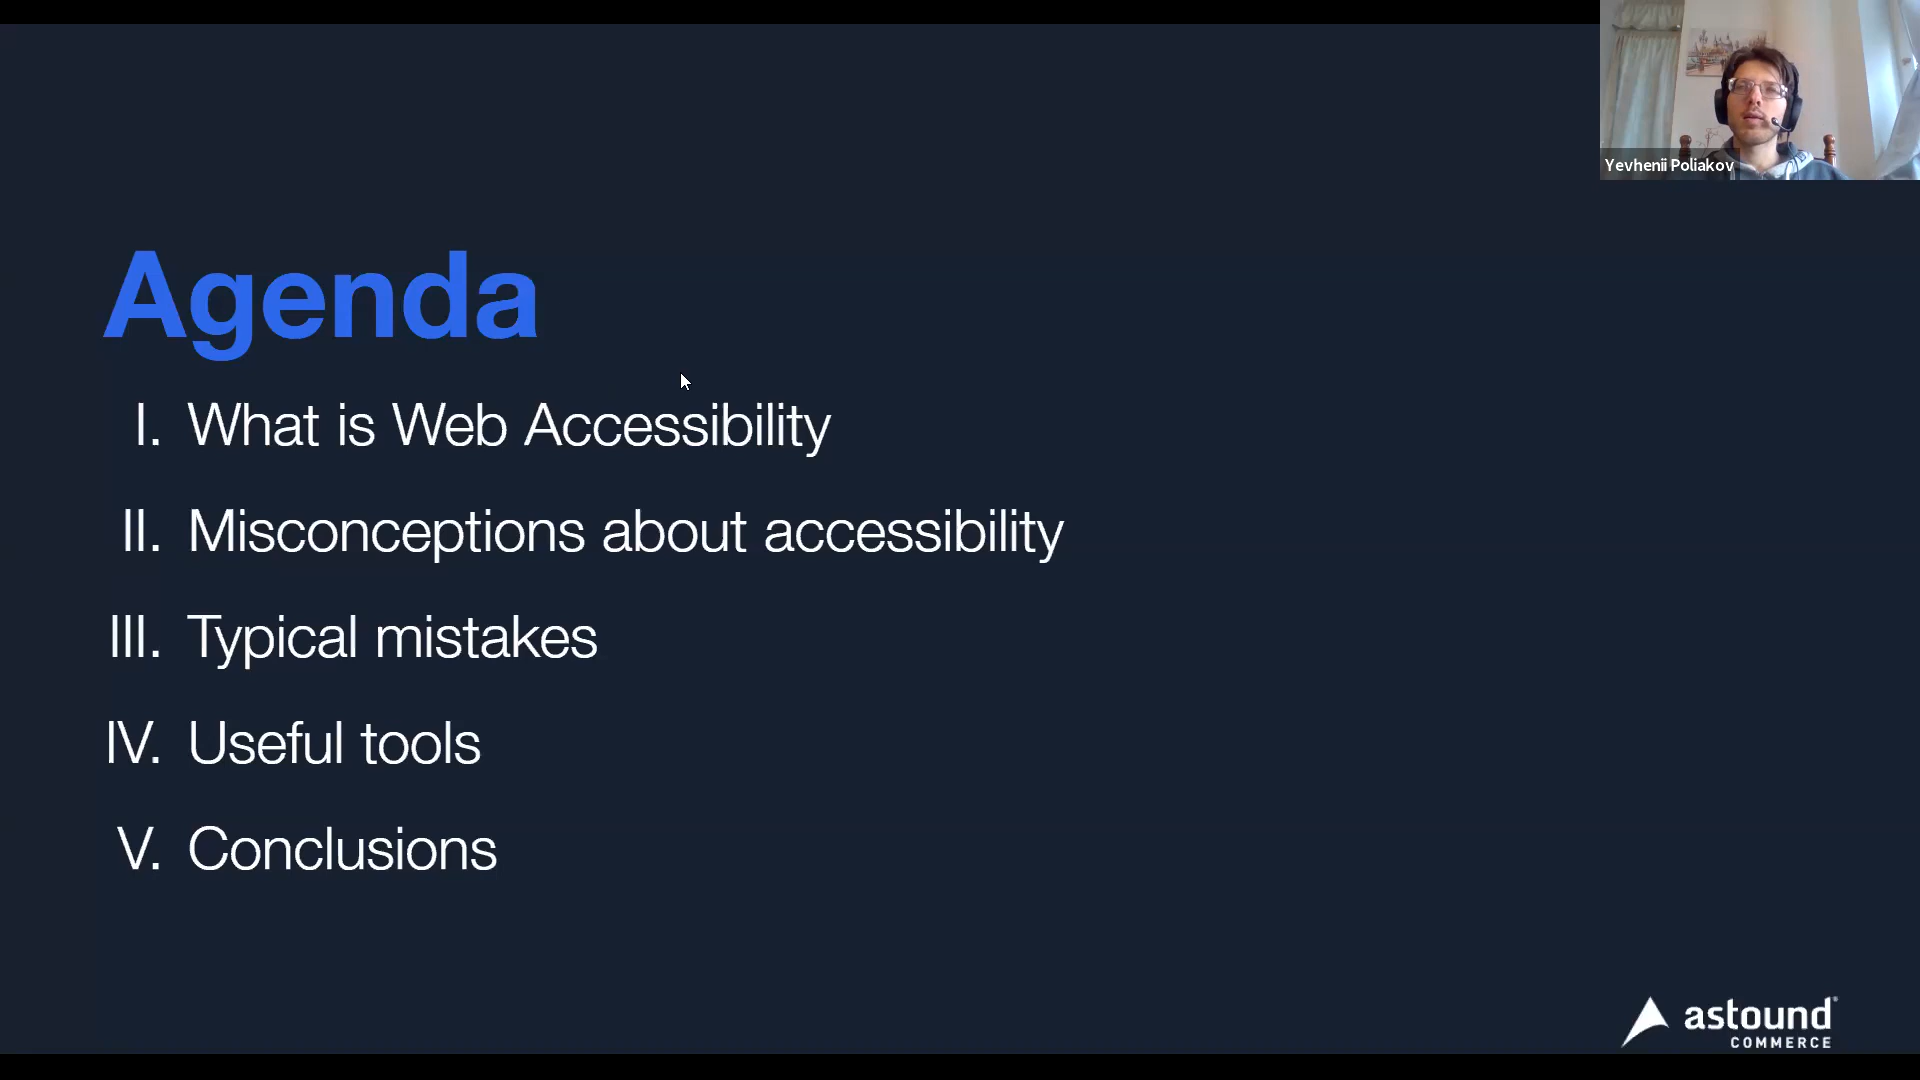 Yevhenii Poliakov
Agenda
I. What is Web Accessibility
II. Misconceptions about accessibility
III. Typical mistakes
IV. Useful tools
V. Conclusions
astound®
COMMERCE